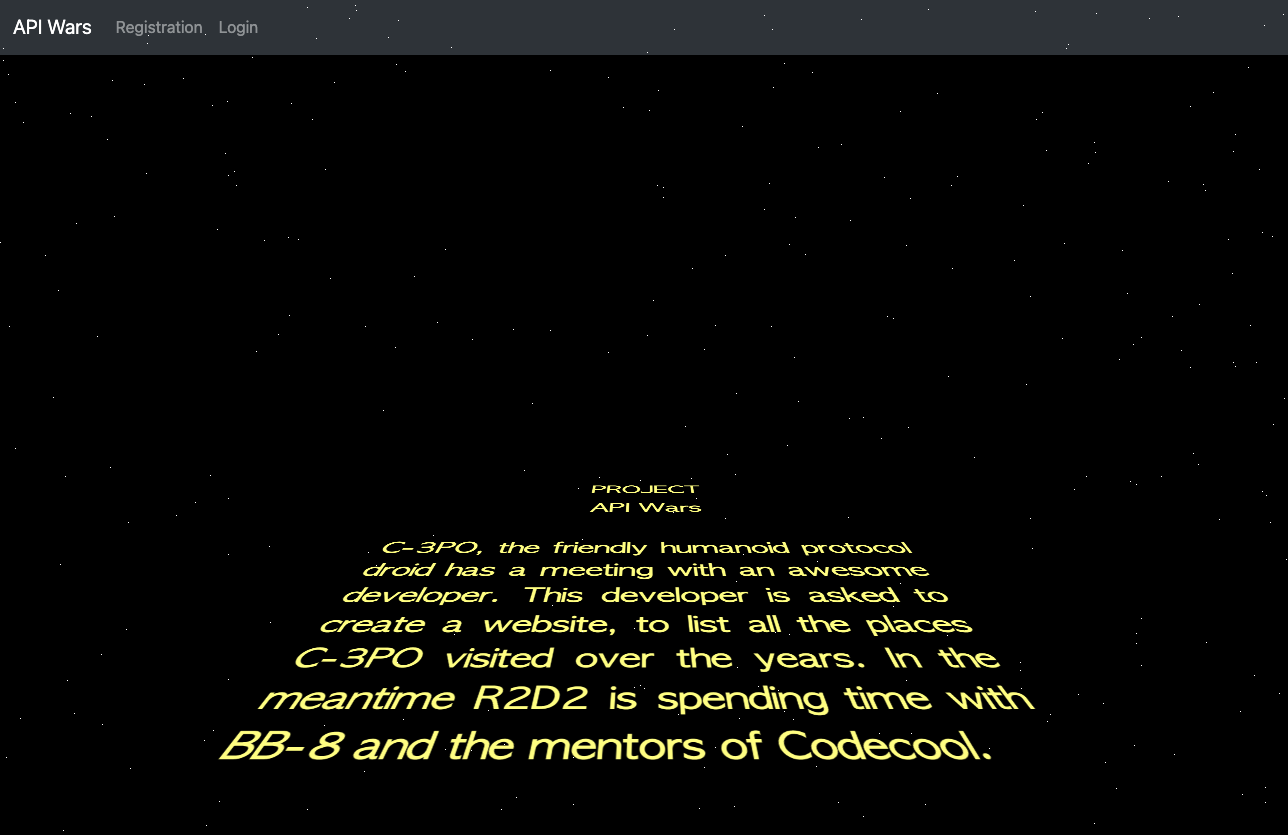 API Wars Registration Login
PROJECT
API Wars
C-3PO, the friendly humanoid protocol
droid has a meeting with an awesome
developer. This developer is asked to
create a website, to list all the places
C-3PO visited over the years. In the
meantime R2D2 is spending time with
BB-8 and the mentors of Codecool.